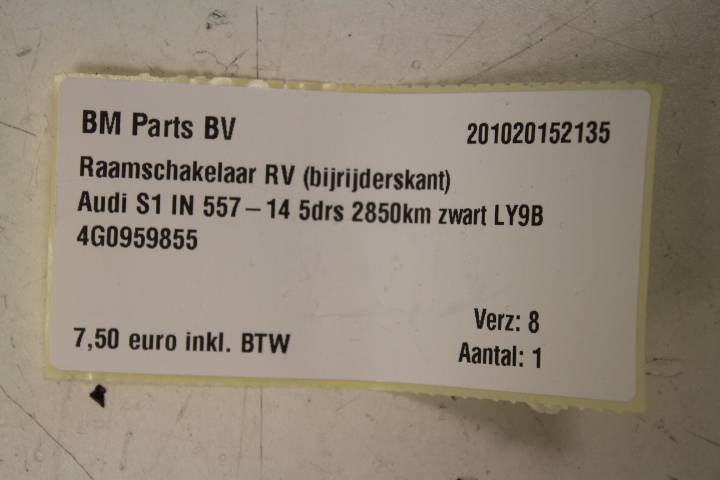 BM Parts BV
201020152135
Raamschakelaar RV (bijrijderskant)
Audi S1 IN 557-14 5drs 2850km zwart LY9B
4G0959855
Verz: 8
7,50 euro inkl. BTW
Aantal: 1